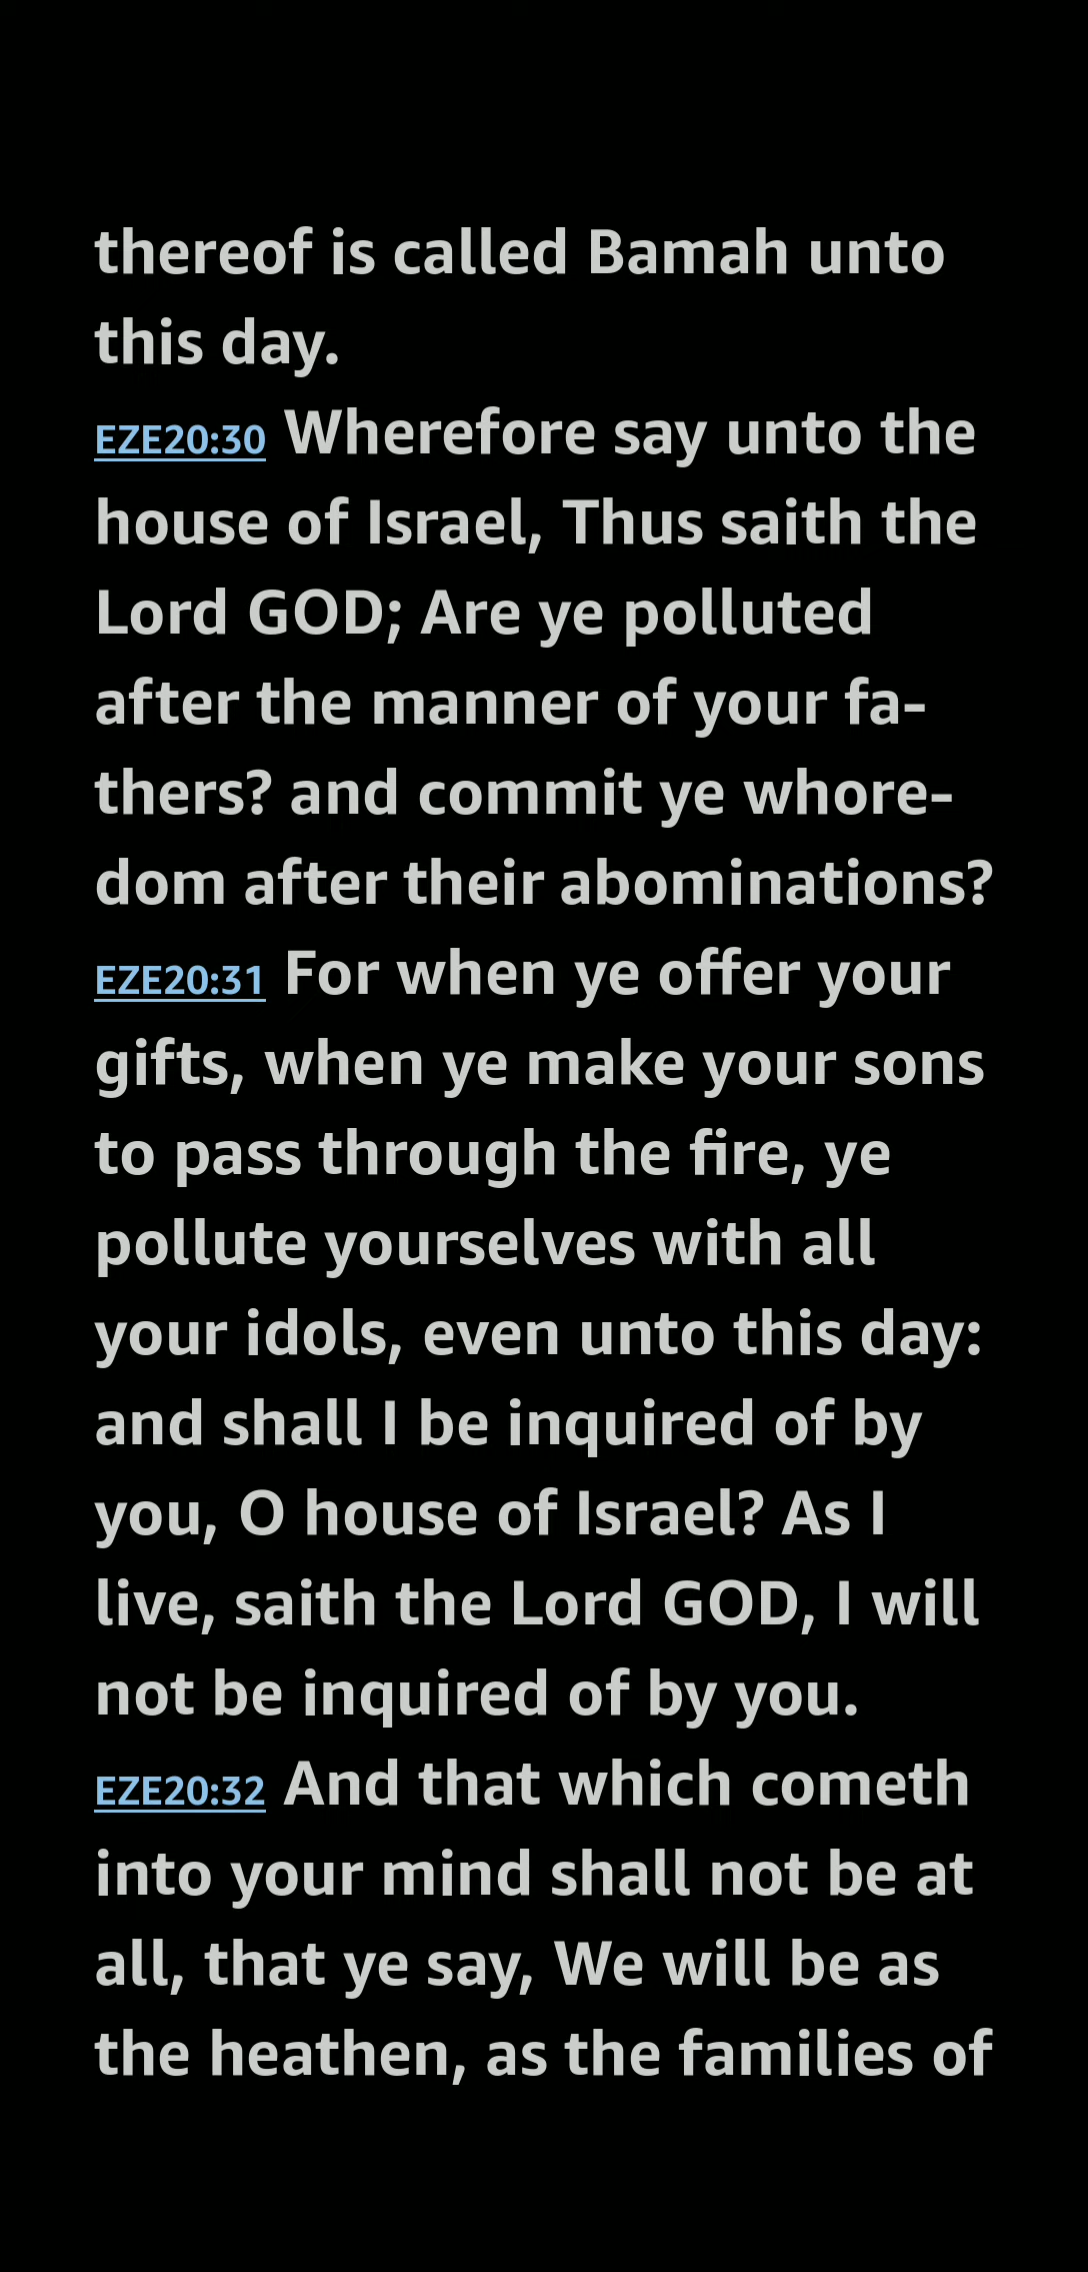 thereof is called Bamah unto
this day.
EZE20:30 Wherefore say unto the
house of Israel, Thus saith the
Lord GOD; Are ye polluted
after the manner of your fa-
thers? and commit ye whore-
dom after their abominations?
EZE20:31 For when ye offer your
gifts, when ye make your sons
to pass through the fire, ye
pollute yourselves with all
your idols, even unto this day:
and shall I be inquired of by
you, O house of Israel? As I
live, saith the Lord GOD, I will
not be inquired of by you.
EZE20:32 And that which cometh
into your mind shall not be at
all, that ye say, We will be as
the heathen, as the families of